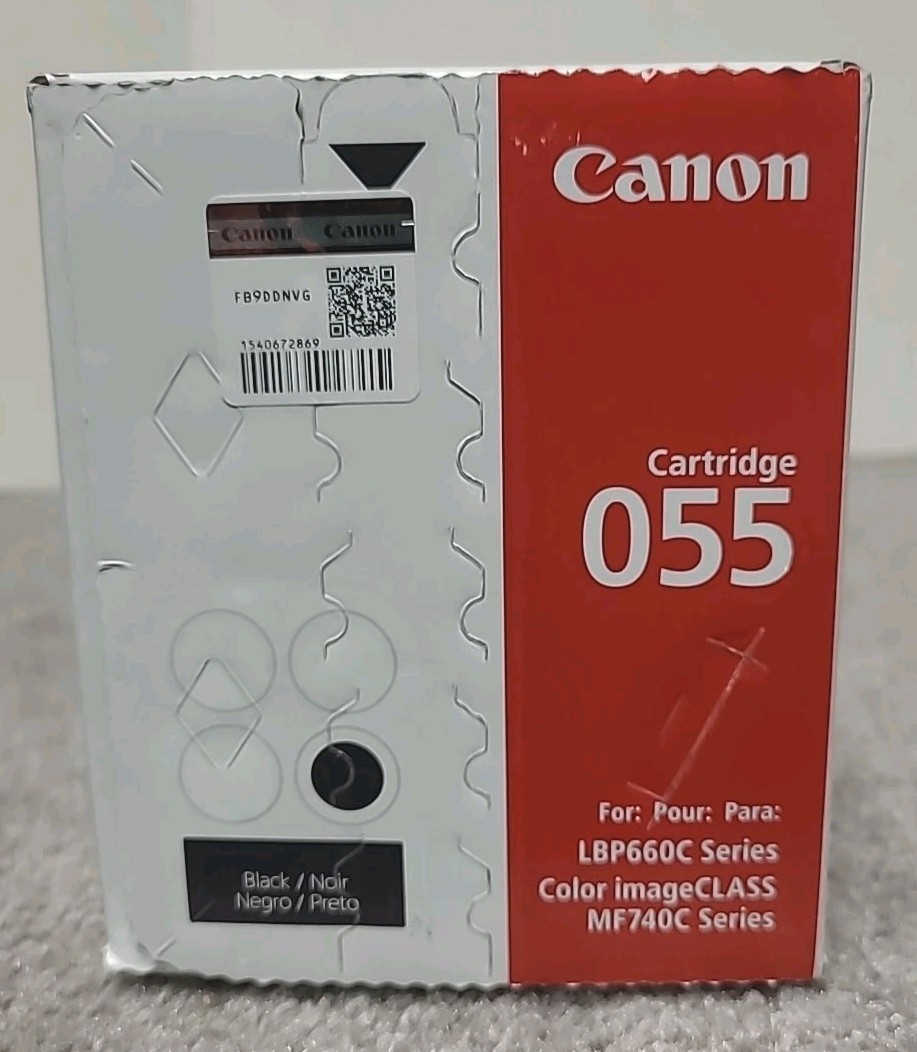 Canon
Canon Canon
FB9DDNVG
1540672869
Cartridge
055
For: Pour: Para:
LBP660C Series
Color imageCLASS
MF740C Series
Black / Noir
Negro / Preto